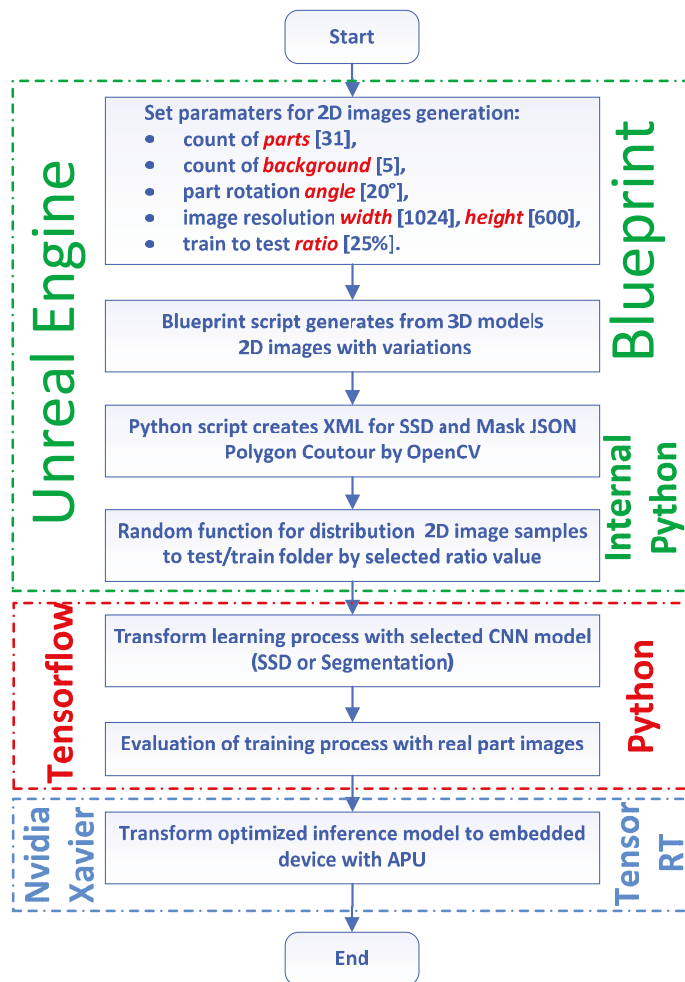 Start
Unreal Engine
Blueprint
Set paramaters for 2D images generation:
• count of parts [31],
• count of background [5],
• part rotation angle [20°],
• image resolution width [1024], height [600],
• train to test ratio [25%].
Blueprint script generates from 3D models
2D images with variations
Internal
Python
Python script creates XML for SSD and Mask JSON
Polygon Coutour by OpenCV
Random function for distribution 2D image samples
to test/train folder by selected ratio value
Tensorflow
Python
Transform learning process with selected CNN model
(SSD or Segmentation)
Evaluation of training process with real part images
Nvidia
Xavier
Tensor
RT
Transform optimized inference model to embedded
device with APU
End